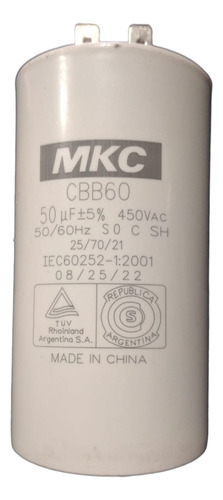 MKC
CBB60
50 µF±5% 450VAC
50/60Hz S0 C SH
25/70/21
IEC60252-1:2001
08/25/22
TUV
Rheinland
Argentina S.A.
REPUBLICA
S
ARGENTINA
MADE IN CHINA